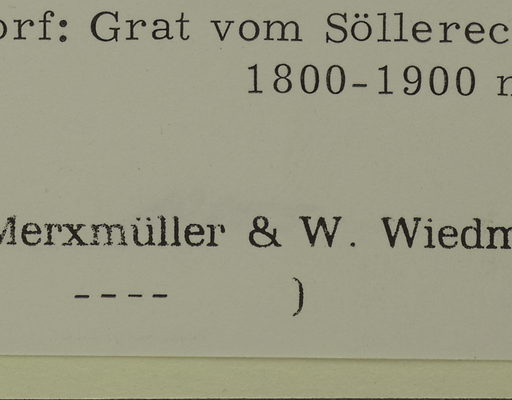 orf: Grat vom Söllerec
1800-1900 m
Merxmüller & W. Wiedm
---- )